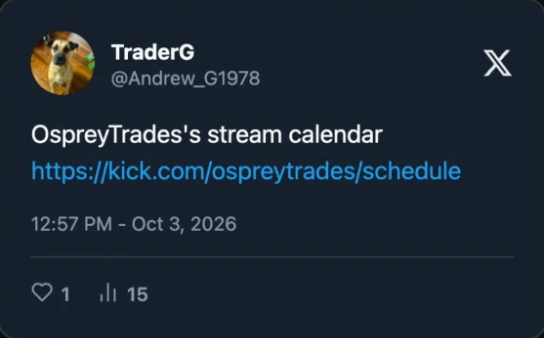 TraderG
@Andrew_G1978
OspreyTrades's stream calendar
https://kick.com/ospreytrades/schedule
12:57 PM - Oct 3, 2026
1 15